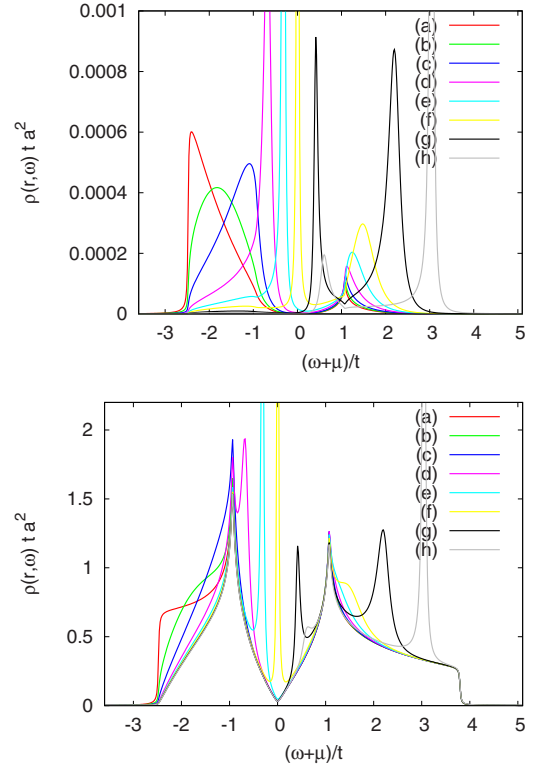 0.001
0.0008
0.0006
0.0004
0.0002
0
ρ(r,ω) t a²
(a)
(b)
(c)
(d)
(e)
(f)
(g)
(h)
-3 -2 -1 0 1 2 3 4 5
(ω+μ)/t
2
1.5
1
0.5
0
ρ(r,ω) t a²
(a)
(b)
(c)
(d)
(e)
(f)
(g)
(h)
-3 -2 -1 0 1 2 3 4 5
(ω+μ)/t